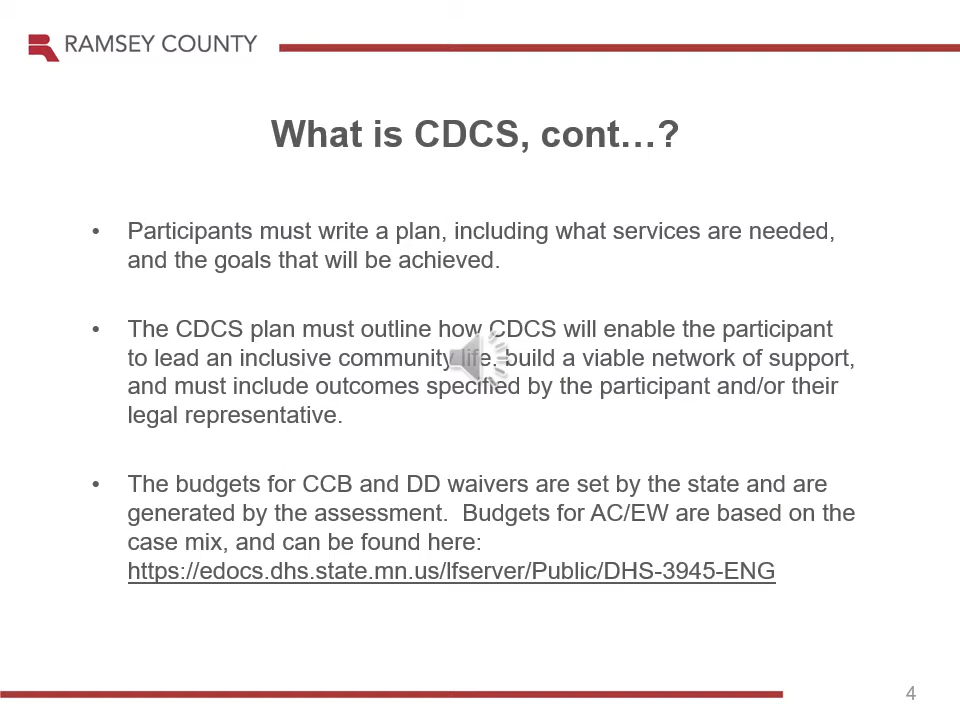 RAMSEY COUNTY
What is CDCS, cont…?
• Participants must write a plan, including what services are needed,
and the goals that will be achieved.
• The CDCS plan must outline how CDCS will enable the participant
to lead an inclusive community life, build a viable network of support,
and must include outcomes specified by the participant and/or their
legal representative.
• The budgets for CCB and DD waivers are set by the state and are
generated by the assessment.  Budgets for AC/EW are based on the
case mix, and can be found here:
https://edocs.dhs.state.mn.us/lfserver/Public/DHS-3945-ENG
4